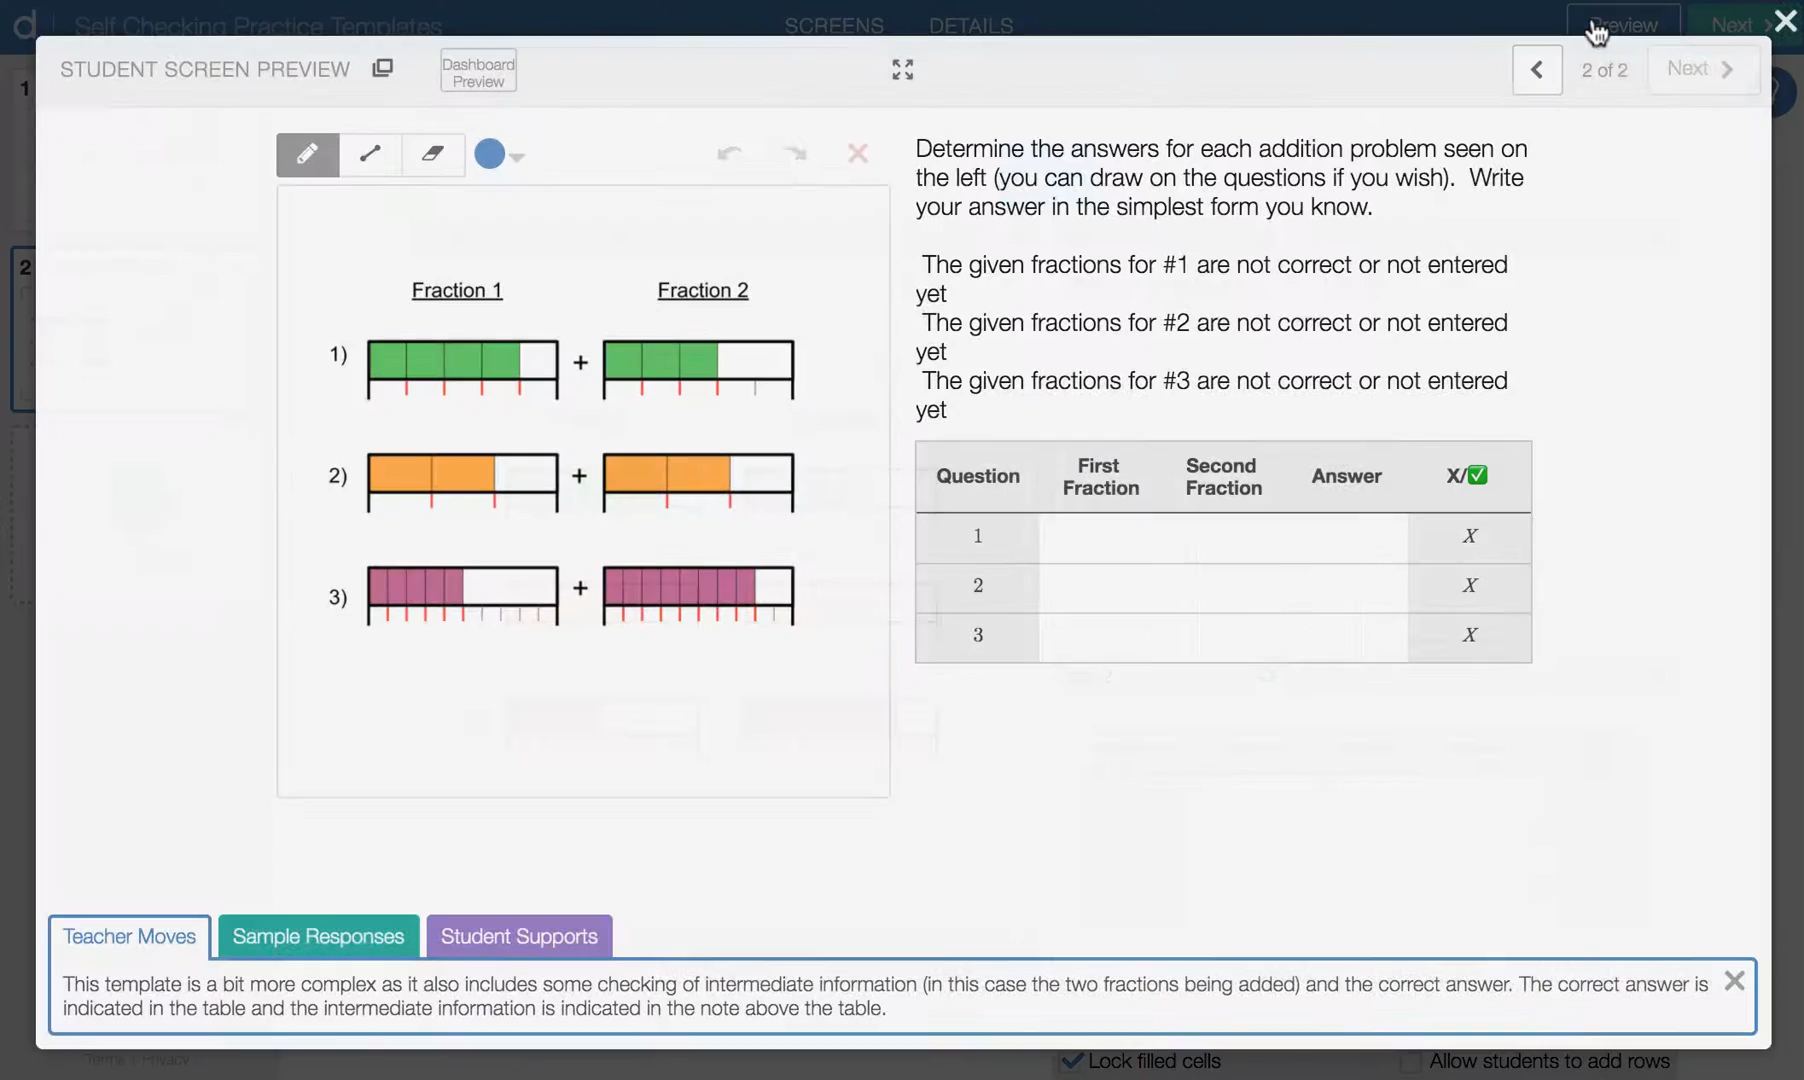 d Self Checking Practice Templates SCREENS DETAILS Preview Next
STUDENT SCREEN PREVIEW Dashboard
Preview 2 of 2 Next
1
2
Determine the answers for each addition problem seen on
the left (you can draw on the questions if you wish). Write
your answer in the simplest form you know.
The given fractions for #1 are not correct or not entered
yet
The given fractions for #2 are not correct or not entered
yet
The given fractions for #3 are not correct or not entered
yet
Fraction 1 Fraction 2
1) +
2) +
3) +
Question First
Fraction Second
Fraction Answer X/✅
1 X
2 X
3 X
Teacher Moves Sample Responses Student Supports
This template is a bit more complex as it also includes some checking of intermediate information (in this case the two fractions being added) and the correct answer. The correct answer is
indicated in the table and the intermediate information is indicated in the note above the table.
Terms | Privacy Lock filled cells Allow students to add rows